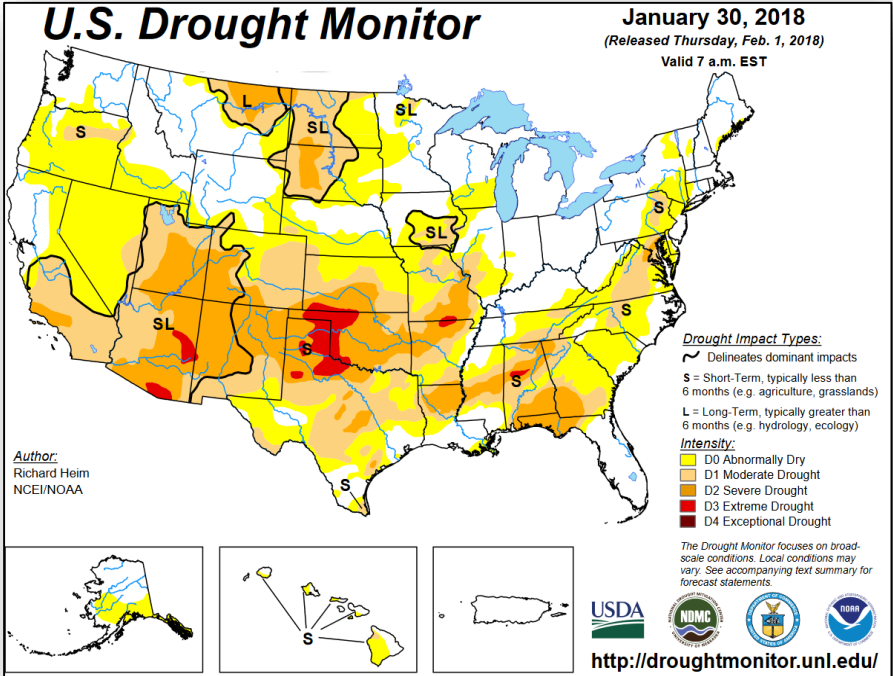 U.S. Drought Monitor
January 30, 2018
(Released Thursday, Feb. 1, 2018)
Valid 7 a.m. EST
L
SL
SL
S
S
SL
SL
S
S
S
S
Drought Impact Types:
Delineates dominant impacts
S = Short-Term, typically less than
6 months (e.g. agriculture, grasslands)
L = Long-Term, typically greater than
6 months (e.g. hydrology, ecology)
Intensity:
D0 Abnormally Dry
D1 Moderate Drought
D2 Severe Drought
D3 Extreme Drought
D4 Exceptional Drought
Author:
Richard Heim
NCEI/NOAA
S
The Drought Monitor focuses on broad-
scale conditions. Local conditions may
vary. See accompanying text summary for
forecast statements.
USDA
NDMC
NOAA
http://droughtmonitor.unl.edu/